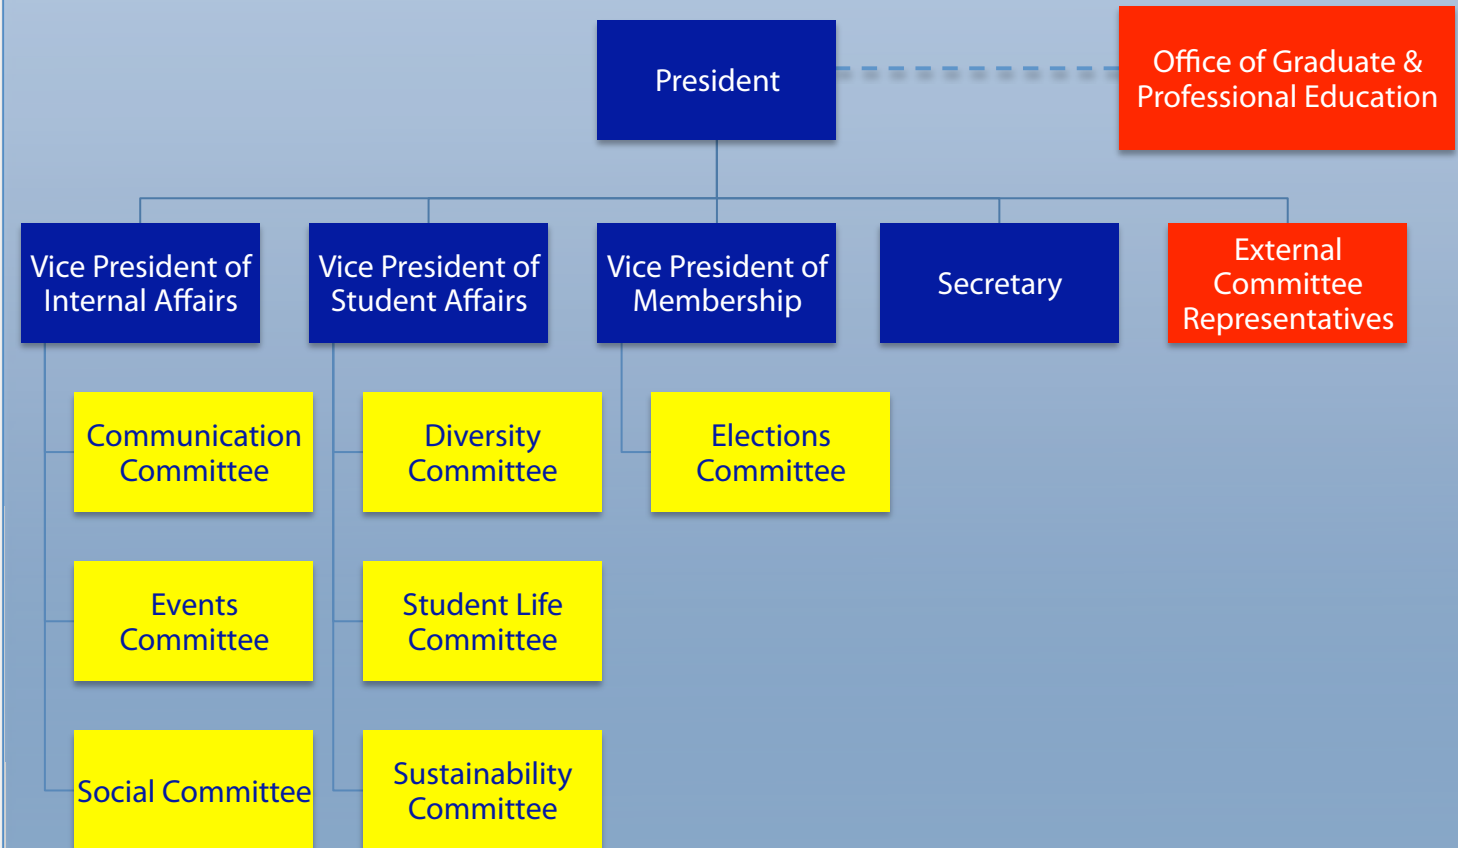 President
Office of Graduate &
Professional Education
Vice President of
Internal Affairs
Vice President of
Student Affairs
Vice President of
Membership
Secretary
External
Committee
Representatives
Communication
Committee
Diversity
Committee
Elections
Committee
Events
Committee
Student Life
Committee
Social Committee
Sustainability
Committee